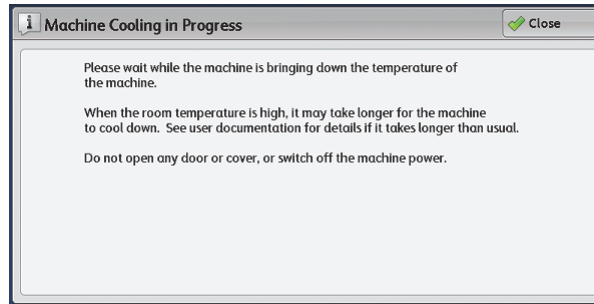 Machine Cooling in Progress
Close
Please wait while the machine is bringing down the temperature of
the machine.
When the room temperature is high, it may take longer for the machine
to cool down. See user documentation for details if it takes longer than usual.
Do not open any door or cover, or switch off the machine power.